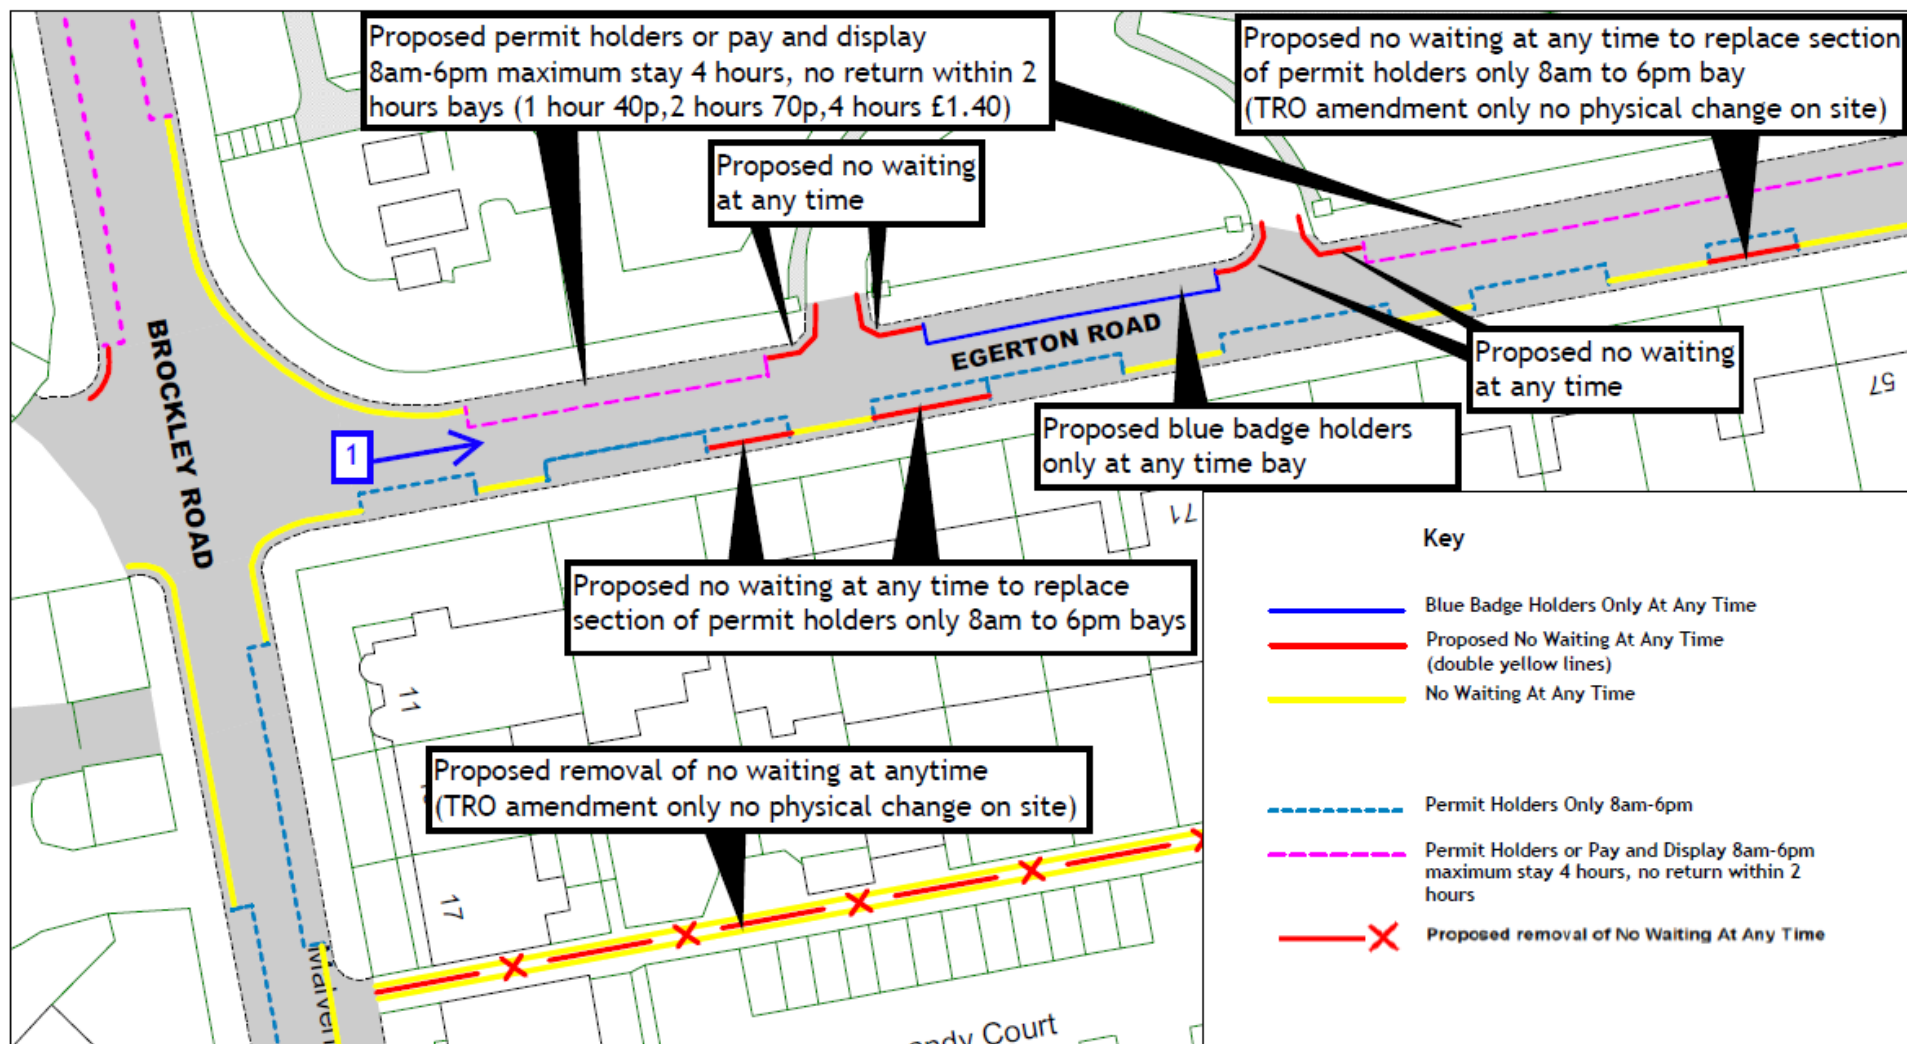 Proposed permit holders or pay and display
8am-6pm maximum stay 4 hours, no return within 2
hours bays (1 hour 40p,2 hours 70p,4 hours £1.40)
Proposed no waiting at any time to replace section
of permit holders only 8am to 6pm bay
(TRO amendment only no physical change on site)
Proposed no waiting
at any time
BROCKLEY ROAD
EGERTON ROAD
Proposed no waiting
at any time
57
1
Proposed blue badge holders
only at any time bay
71
Proposed no waiting at any time to replace
section of permit holders only 8am to 6pm bays
11
Proposed removal of no waiting at anytime
(TRO amendment only no physical change on site)
17
Court
Key
Blue Badge Holders Only At Any Time
Proposed No Waiting At Any Time
(double yellow lines)
No Waiting At Any Time
Permit Holders Only 8am-6pm
Permit Holders or Pay and Display 8am-6pm
maximum stay 4 hours, no return within 2
hours
Proposed removal of No Waiting At Any Time